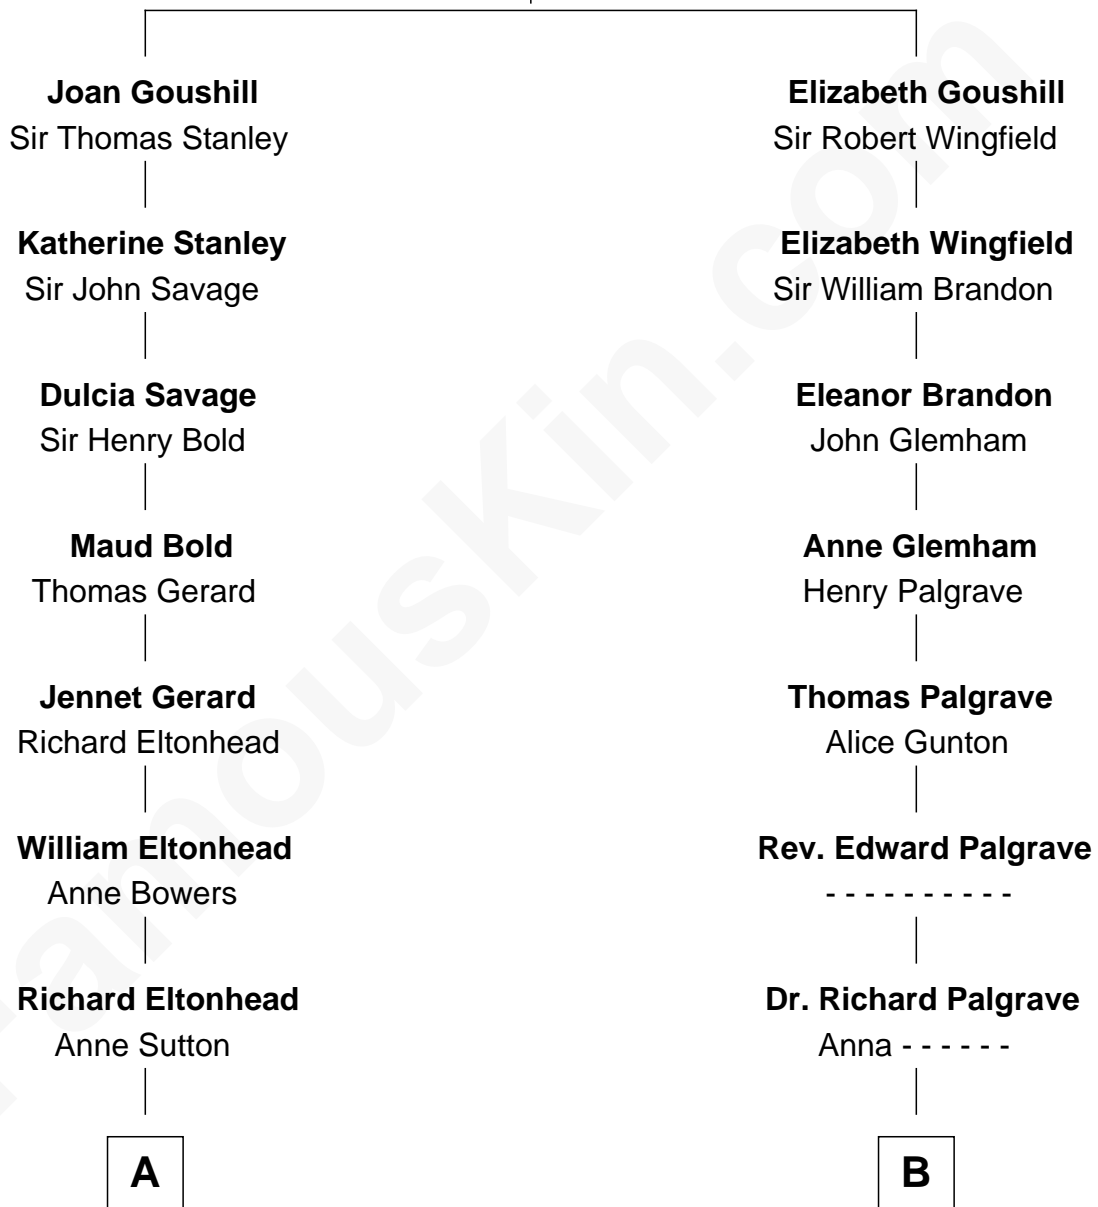 Joan Goushill
Sir Thomas Stanley
Katherine Stanley
Sir John Savage
Dulcia Savage
Sir Henry Bold
Maud Bold
Thomas Gerard
Jennet Gerard
Richard Eltonhead
William Eltonhead
Anne Bowers
Richard Eltonhead
Anne Sutton
A
Elizabeth Goushill
Sir Robert Wingfield
Elizabeth Wingfield
Sir William Brandon
Eleanor Brandon
John Glemham
Anne Glemham
Henry Palgrave
Thomas Palgrave
Alice Gunton
Rev. Edward Palgrave
- - - - - - - - - -
Dr. Richard Palgrave
Anna - - - - - -
B
FamousKin.com